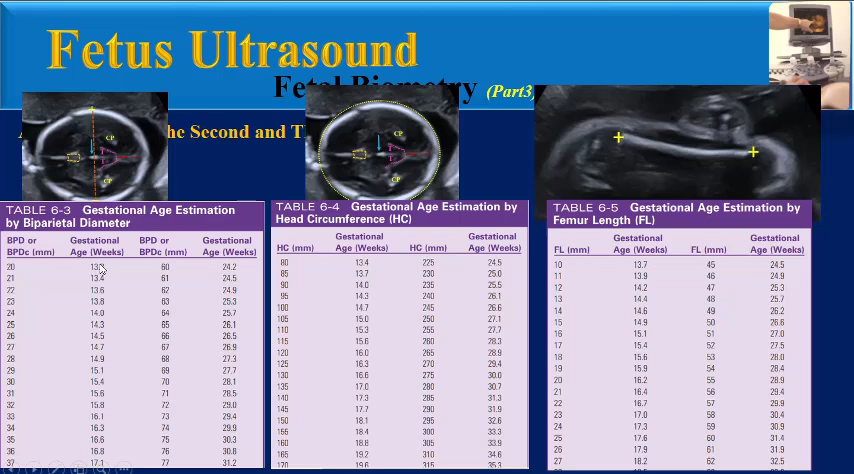 Fetus Ultrasound
Fetal Biometry (Part3)
he Second and T
CP
CP
CP
CP
TABLE 6-3 Gestational Age Estimation
by Biparietal Diameter
BPD or Gestational BPD or Gestational
BPDc (mm) Age (Weeks) BPDc (mm) Age (Weeks)
20 60 24.2
21 13.4 61 24.5
22 13.6 62 24.9
23 13.8 63 25.3
24 14.0 64 25.7
25 14.3 65 26.1
26 14.5 66 26.5
27 14.7 67 26.9
28 14.9 68 27.3
29 15.1 69 27.7
30 15.4 70 28.1
31 15.6 71 28.5
32 15.8 72 29.0
33 16.1 73 29.4
34 16.3 74 29.9
35 16.6 75 30.3
36 16.8 76 30.8
37 17.1 77 31.2
TABLE 6-4 Gestational Age Estimation by
Head Circumference (HC)
Gestational Gestational
HC (mm) Age (Weeks) HC (mm) Age (Weeks)
80 13.4 225 24.5
85 13.7 230 25.0
90 14.0 235 25.5
95 14.3 240 26.1
100 14.7 245 26.6
105 15.0 250 27.1
110 15.3 255 27.7
115 15.6 260 28.3
120 16.0 265 28.9
125 16.3 270 29.4
130 16.6 275 30.0
135 17.0 280 30.7
140 17.3 285 31.3
145 17.7 290 31.9
150 18.1 295 32.6
155 18.4 300 33.3
160 18.8 305 33.9
165 19.2 310 34.6
170 19.6 315 35.3
TABLE 6-5 Gestational Age Estimation by
Femur Length (FL)
Gestational Gestational
FL (mm) Age (Weeks) FL (mm) Age (Weeks)
10 13.7 45 24.5
11 13.9 46 24.9
12 14.2 47 25.3
13 14.4 48 25.7
14 14.6 49 26.2
15 14.9 50 26.6
16 15.1 51 27.0
17 15.4 52 27.5
18 15.6 53 28.0
19 15.9 54 28.4
20 16.2 55 28.9
21 16.4 56 29.4
22 16.7 57 29.9
23 17.0 58 30.4
24 17.3 59 30.9
25 17.6 60 31.4
26 17.9 61 31.9
27 18.2 62 32.5